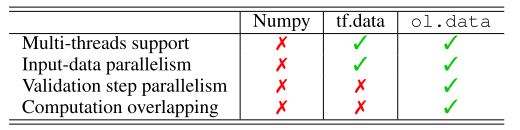 Numpy tf.data ol.data
Multi-threads support ✗ ✓ ✓
Input-data parallelism ✗ ✓ ✓
Validation step parallelism ✗ ✗ ✓
Computation overlapping ✗ ✗ ✓